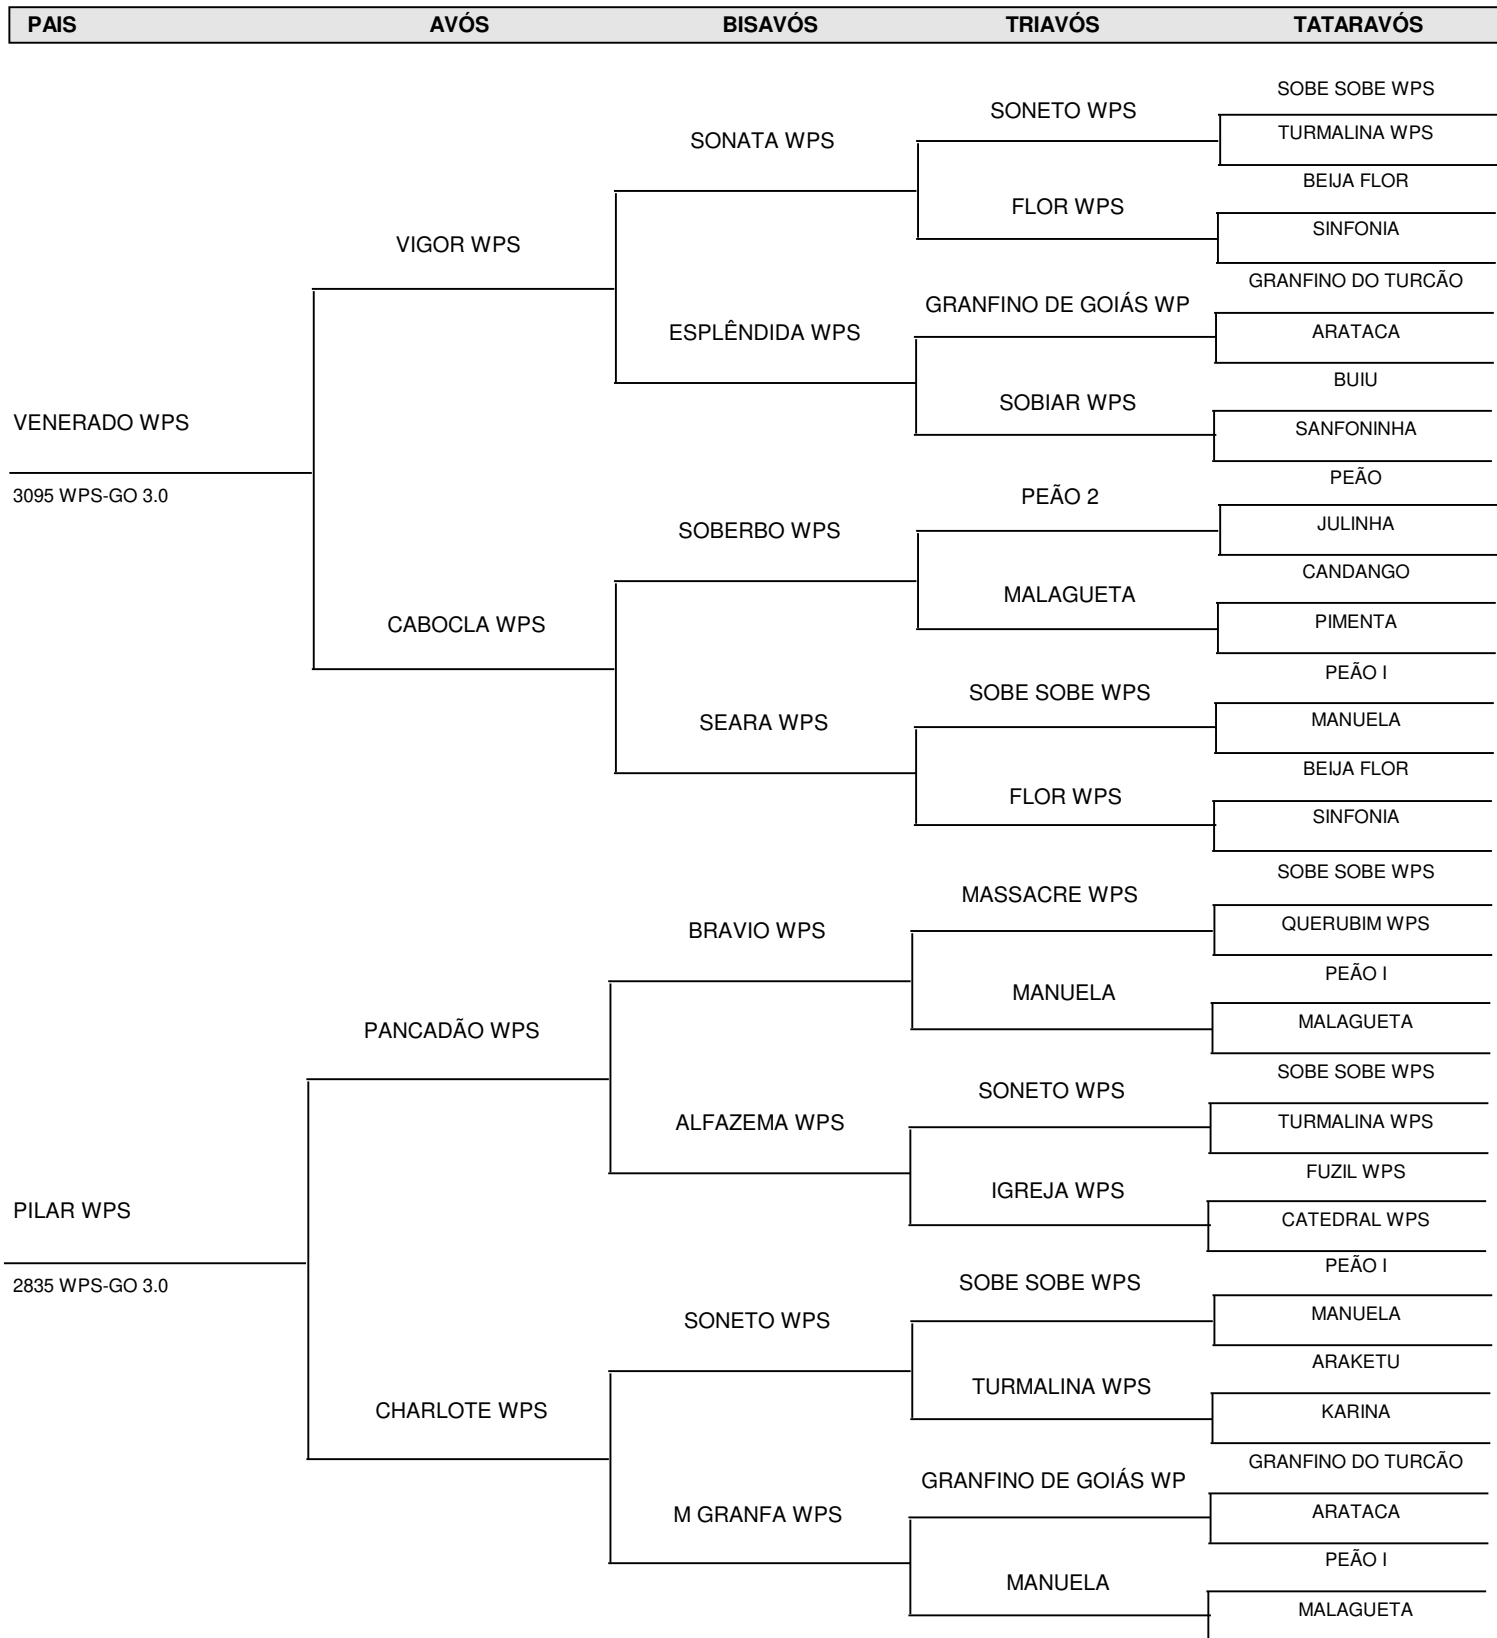 PAIS AVÓS BISAVÓS TRIAVÓS TATARAVÓS
SOBE SOBE WPS
SONETO WPS
TURMALINA WPS
SONATA WPS
BEIJA FLOR
FLOR WPS
SINFONIA
VIGOR WPS
GRANFINO DO TURCÃO
GRANFINO DE GOIÁS WP
ARATACA
ESPLÊNDIDA WPS
BUIU
SOBIAR WPS
SANFONINHA
VENERADO WPS
3095 WPS-GO 3.0
PEÃO
PEÃO 2
JULINHA
SOBERBO WPS
CANDANGO
MALAGUETA
PIMENTA
CABOCLA WPS
PEÃO I
SOBE SOBE WPS
MANUELA
SEARA WPS
BEIJA FLOR
FLOR WPS
SINFONIA
SOBE SOBE WPS
MASSACRE WPS
QUERUBIM WPS
BRAVIO WPS
PEÃO I
MANUELA
MALAGUETA
PANCADÃO WPS
SOBE SOBE WPS
SONETO WPS
TURMALINA WPS
ALFAZEMA WPS
FUZIL WPS
IGREJA WPS
CATEDRAL WPS
PILAR WPS
2835 WPS-GO 3.0
PEÃO I
SOBE SOBE WPS
MANUELA
SONETO WPS
ARAKETU
TURMALINA WPS
KARINA
CHARLOTE WPS
GRANFINO DO TURCÃO
GRANFINO DE GOIÁS WP
ARATACA
M GRANFA WPS
PEÃO I
MANUELA
MALAGUETA